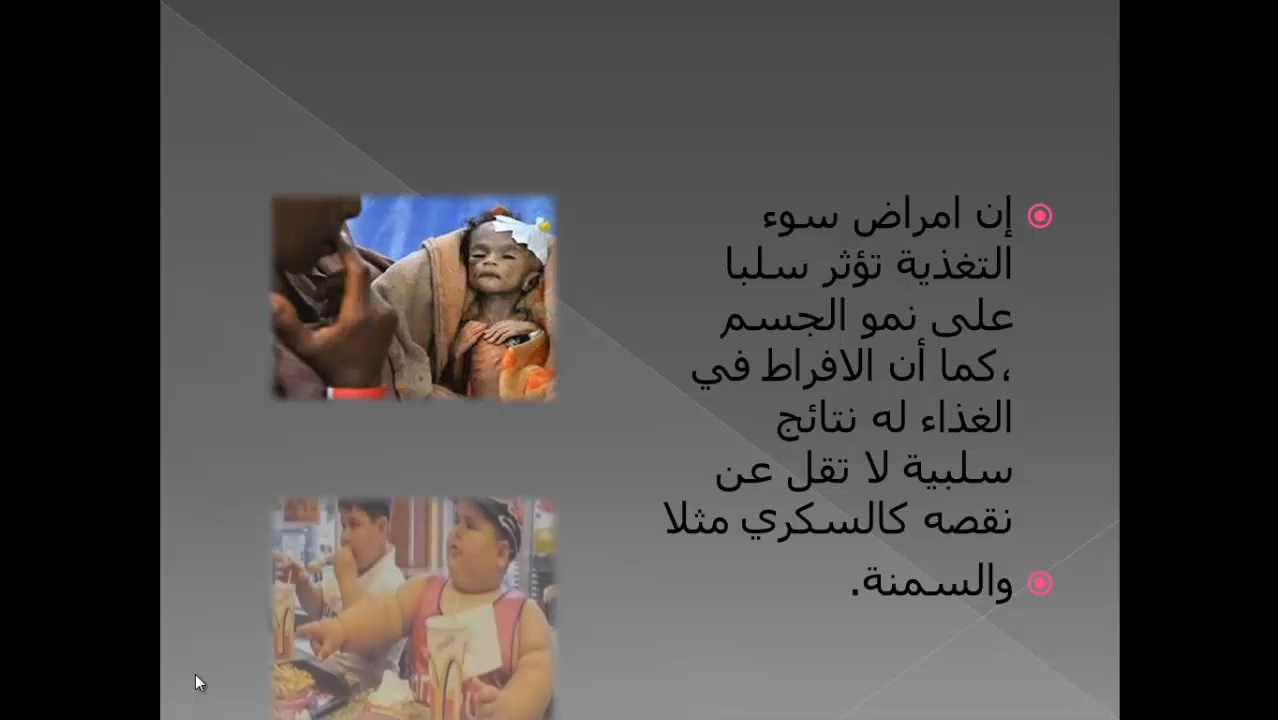 إن امراض سوء
التغذية تؤثر سلبا
على نمو الجسم
،كما أن الافراط في
الغذاء له نتائج
سلبية لا تقل عن
نقصه كالسكري مثلا
والسمنة.